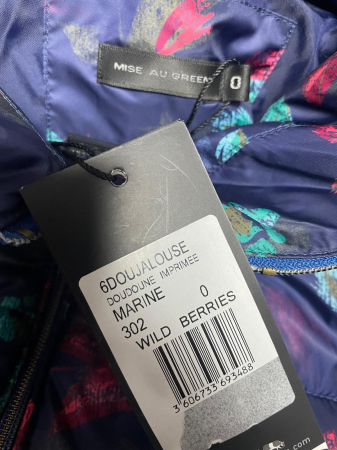 MISE AU GREEN
0
6DOUJALOUSE
DOUDOUNE IMPRIMEE
MARINE
302 0
WILD BERRIES
3 606733 693488